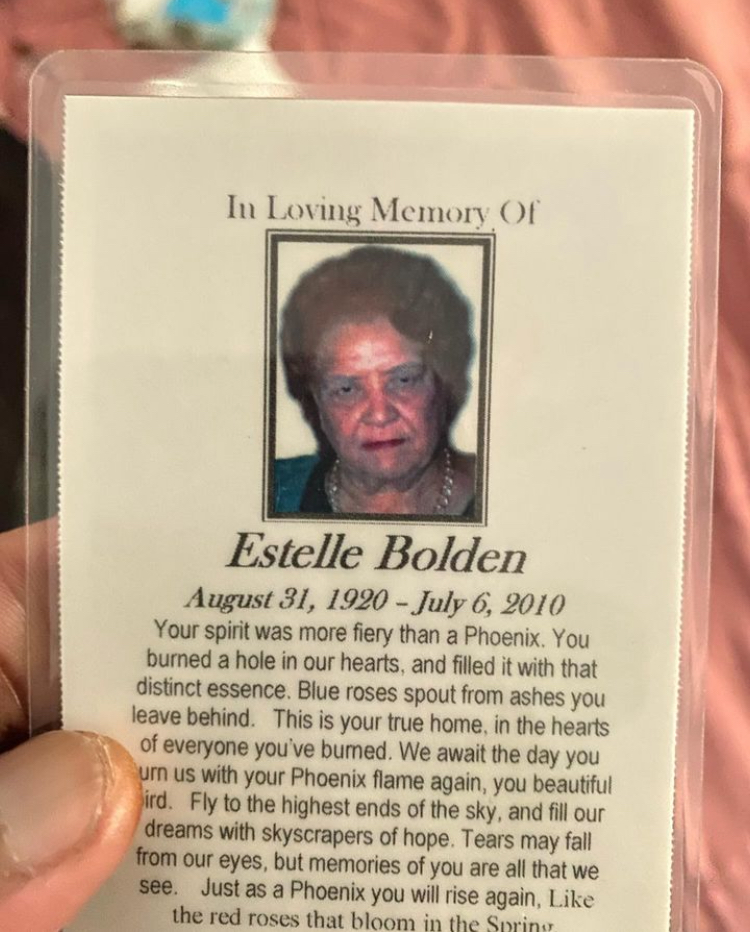 In Loving Memory Of
Estelle Bolden
August 31, 1920 – July 6, 2010
Your spirit was more fiery than a Phoenix. You
burned a hole in our hearts, and filled it with that
distinct essence. Blue roses spout from ashes you
leave behind. This is your true home, in the hearts
of everyone you've burned. We await the day you
urn us with your Phoenix flame again, you beautiful
ird. Fly to the highest ends of the sky, and fill our
dreams with skyscrapers of hope. Tears may fall
from our eyes, but memories of you are all that we
see. Just as a Phoenix you will rise again, Like
the red roses that bloom in the Spring